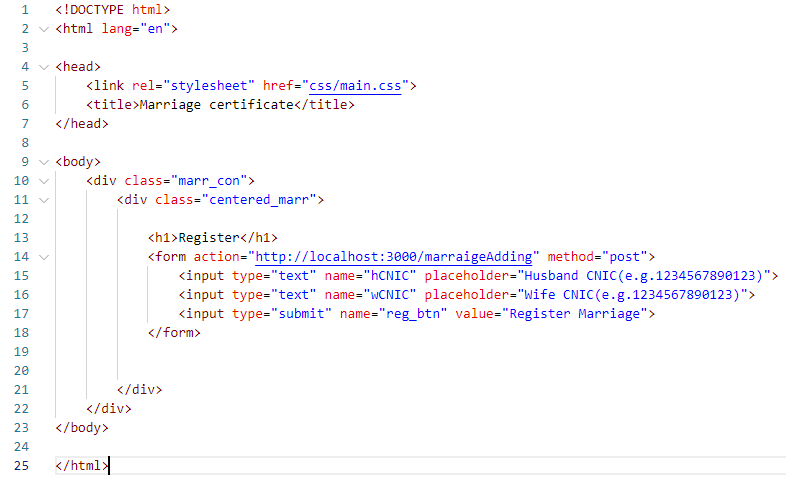 1 <!DOCTYPE html>
2 <html lang="en">
3
4 <head>
5     <link rel="stylesheet" href="css/main.css">
6     <title>Marriage certificate</title>
7 </head>
8
9 <body>
10     <div class="marr_con">
11         <div class="centered_marr">
12
13             <h1>Register</h1>
14             <form action="http://localhost:3000/marraigeAdding" method="post">
15                 <input type="text" name="hCNIC" placeholder="Husband CNIC(e.g.1234567890123)">
16                 <input type="text" name="wCNIC" placeholder="Wife CNIC(e.g.1234567890123)">
17                 <input type="submit" name="reg_btn" value="Register Marriage">
18             </form>
19
20
21         </div>
22     </div>
23 </body>
24
25 </html>